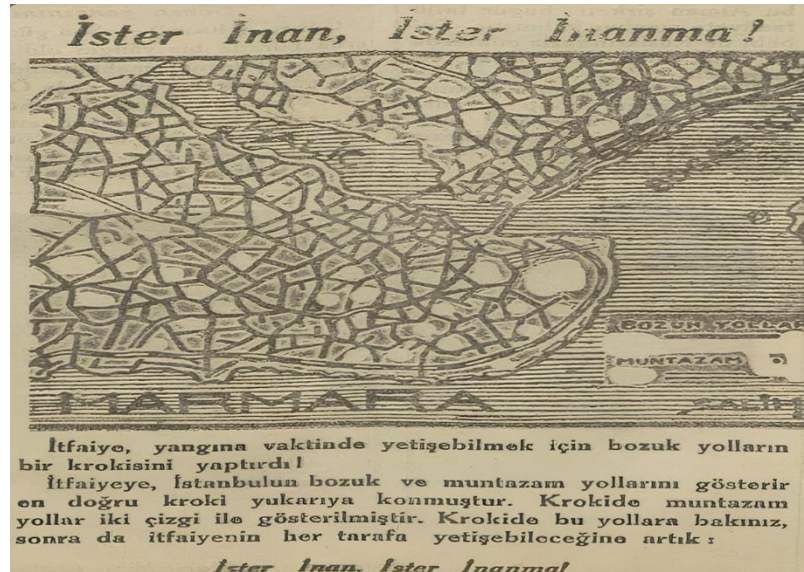 İster İnan, İster İnanma!
HALİÇ
BOZUK YOLLAR
MUNTAZAM
MARMARA
SALİH
İtfaiye, yangına vaktinde yetişebilmek için bozuk yolların
bir krokisini yaptırdı!
İtfaiyeye, İstanbulun bozuk ve muntazam yollarını gösterir
en doğru kroki yukarıya konmuştur. Krokide muntazam
yollar iki çizgi ile gösterilmiştir. Krokide bu yollara bakınız,
sonra da itfaiyenin her tarafa yetişebileceğine artık:
İster İnan, İster İnanma!